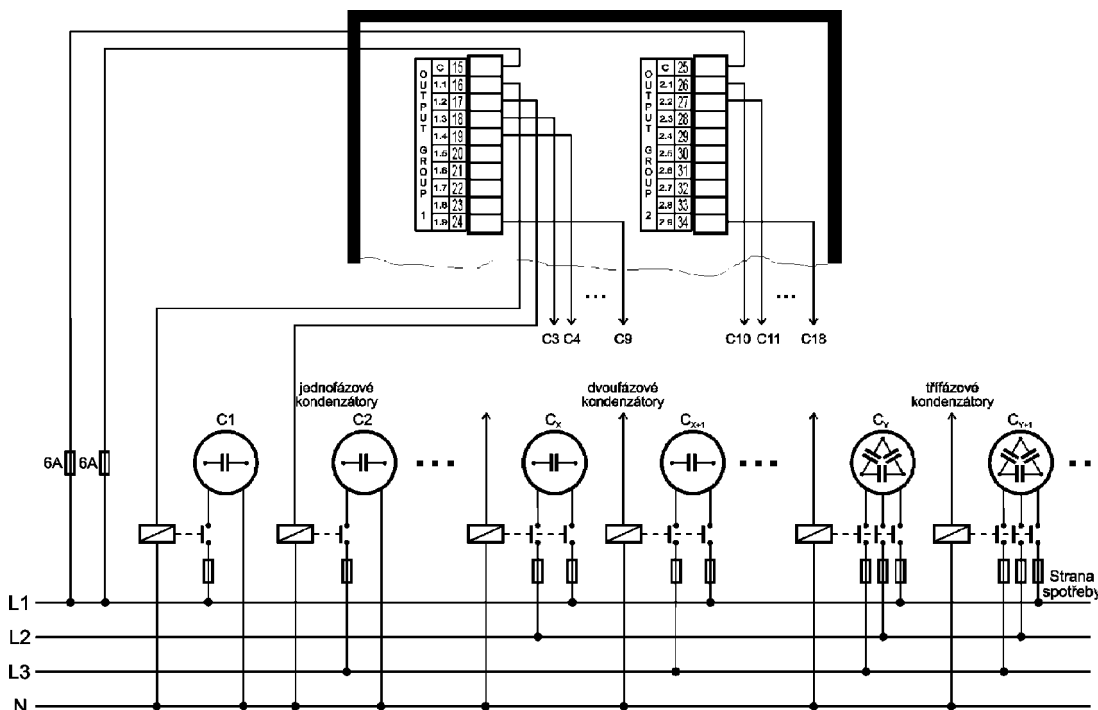 OUTPUT GROUP 1
C 15
1.1 16
1.2 17
1.3 18
1.4 19
1.5 20
1.6 21
1.7 22
1.8 23
1.9 24
OUTPUT GROUP 2
C 25
2.1 26
2.2 27
2.3 28
2.4 29
2.5 30
2.6 31
2.7 32
2.8 33
2.9 34
... ...
C3 C4 C9 C10 C11 C18
jednofázové
kondenzátory
dvoufázové
kondenzátory
třífázové
kondenzátory
C1 C2 CX CX+1 CY CY+1
6A 6A ... ... ..
Strana
spotřeby
L1
L2
L3
N